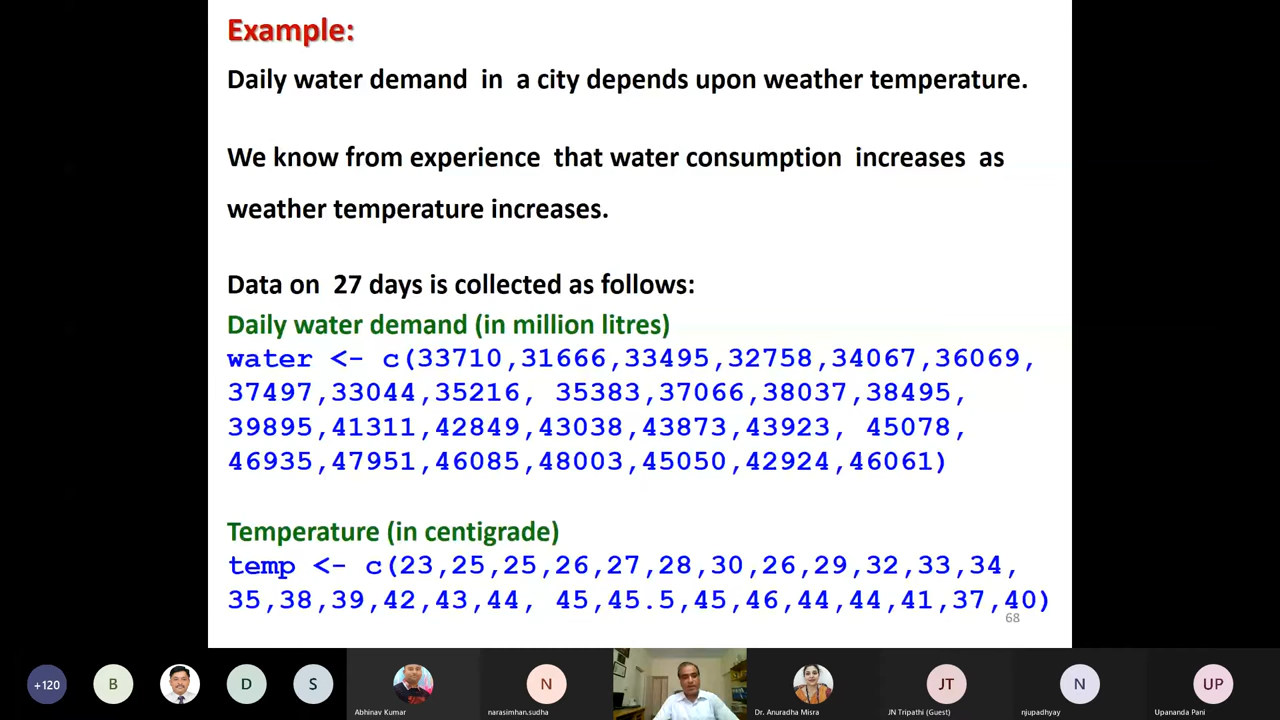 Example:
Daily water demand in a city depends upon weather temperature.
We know from experience that water consumption increases as
weather temperature increases.
Data on 27 days is collected as follows:
Daily water demand (in million litres)
water <- c(33710,31666,33495,32758,34067,36069,
37497,33044,35216, 35383,37066,38037,38495,
39895,41311,42849,43038,43873,43923, 45078,
46935,47951,46085,48003,45050,42924,46061)
Temperature (in centigrade)
temp <- c(23,25,25,26,27,28,30,26,29,32,33,34,
35,38,39,42,43,44, 45,45.5,45,46,44,44,41,37,40)
68
+120 B D S N JT N UP
Abhinav Kumar narasimhan.sudha Dr. Anuradha Misra JN Tripathi (Guest) njupadhyay Upananda Pani